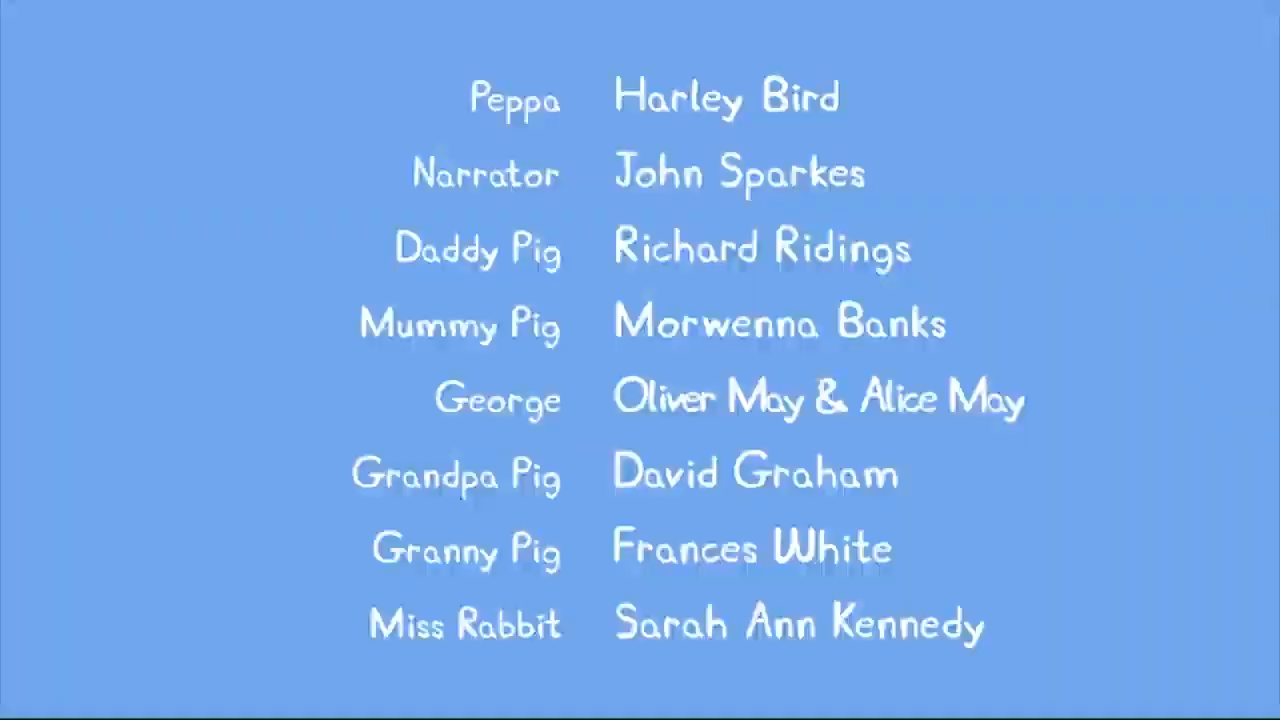 Peppa Harley Bird
Narrator John Sparkes
Daddy Pig Richard Ridings
Mummy Pig Morwenna Banks
George Oliver May & Alice May
Grandpa Pig David Graham
Granny Pig Frances White
Miss Rabbit Sarah Ann Kennedy